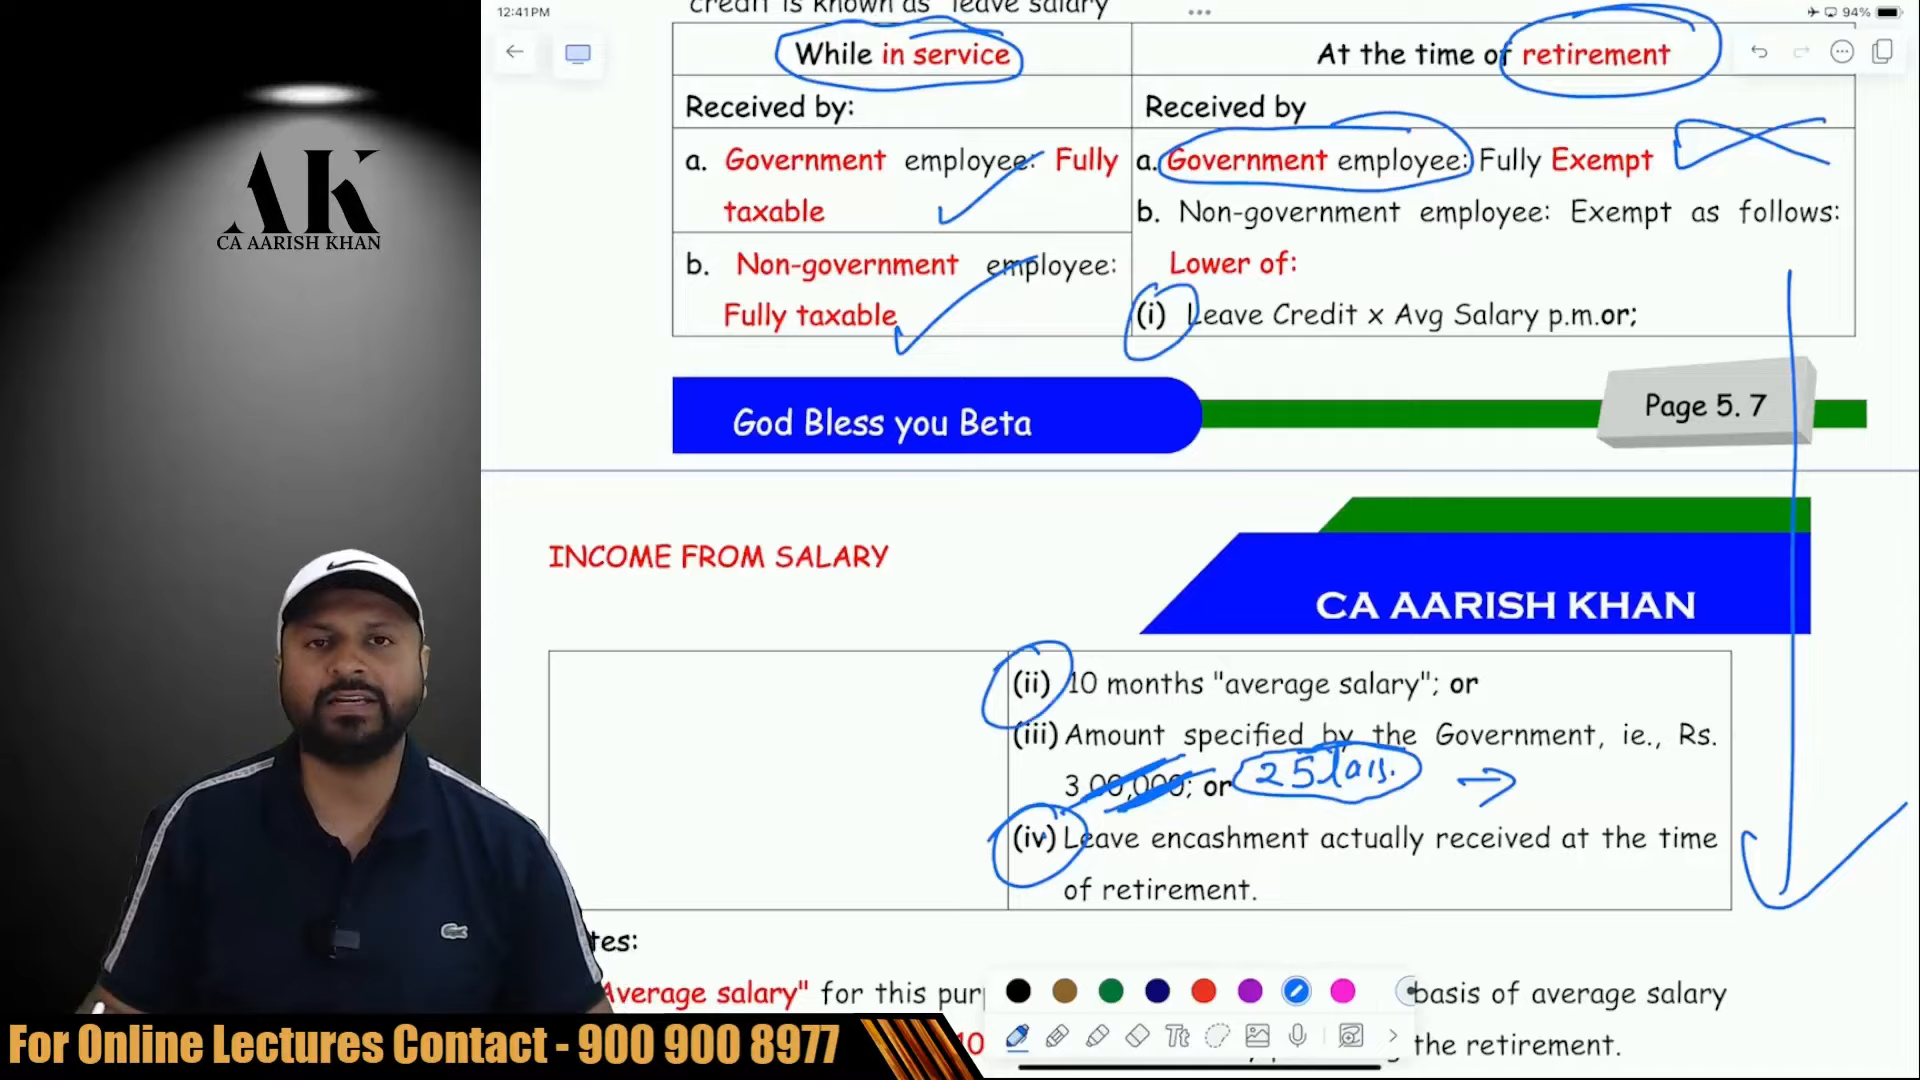 12:41PM
94%
credit is known as "leave salary"
While in service
At the time of retirement
Received by:
Received by
a. Government employee: Fully taxable
a. Government employee: Fully Exempt
b. Non-government employee: Exempt as follows:
Lower of:
b. Non-government employee: Fully taxable
(i) Leave Credit x Avg Salary p.m.or;
God Bless you Beta
Page 5. 7
AK
CA AARISH KHAN
INCOME FROM SALARY
CA AARISH KHAN
(ii) 10 months "average salary"; or
(iii) Amount specified by the Government, ie., Rs.
3,00,000; or 25 lacs.
(iv) Leave encashment actually received at the time
of retirement.
tes:
Average salary" for this pur
basis of average salary
10
the retirement.
Tt
For Online Lectures Contact - 900 900 8977